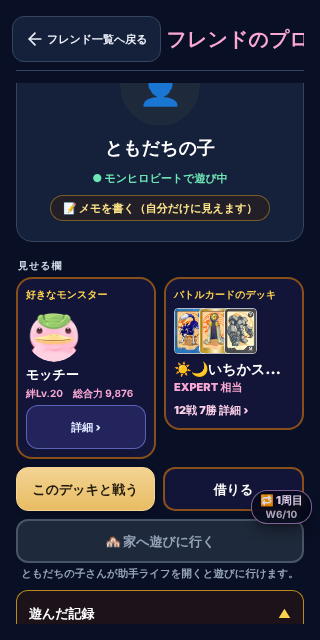 ← フレンド一覧へ戻る
フレンドのプロ
ともだちの子
● モンヒロビートで遊び中
📝 メモを書く（自分だけに見えます）
見せる欄
好きなモンスター
モッチー
絆Lv.20 総合力 9,876
詳細 ›
バトルカードのデッキ
☀️🌙いちかス…
EXPERT 相当
12戦 7勝 詳細 ›
このデッキと戦う
借りる
🔁 1周目
W6/10
🏘️ 家へ遊びに行く
ともだちの子さんが助手ライフを開くと遊びに行けます。
遊んだ記録
▲